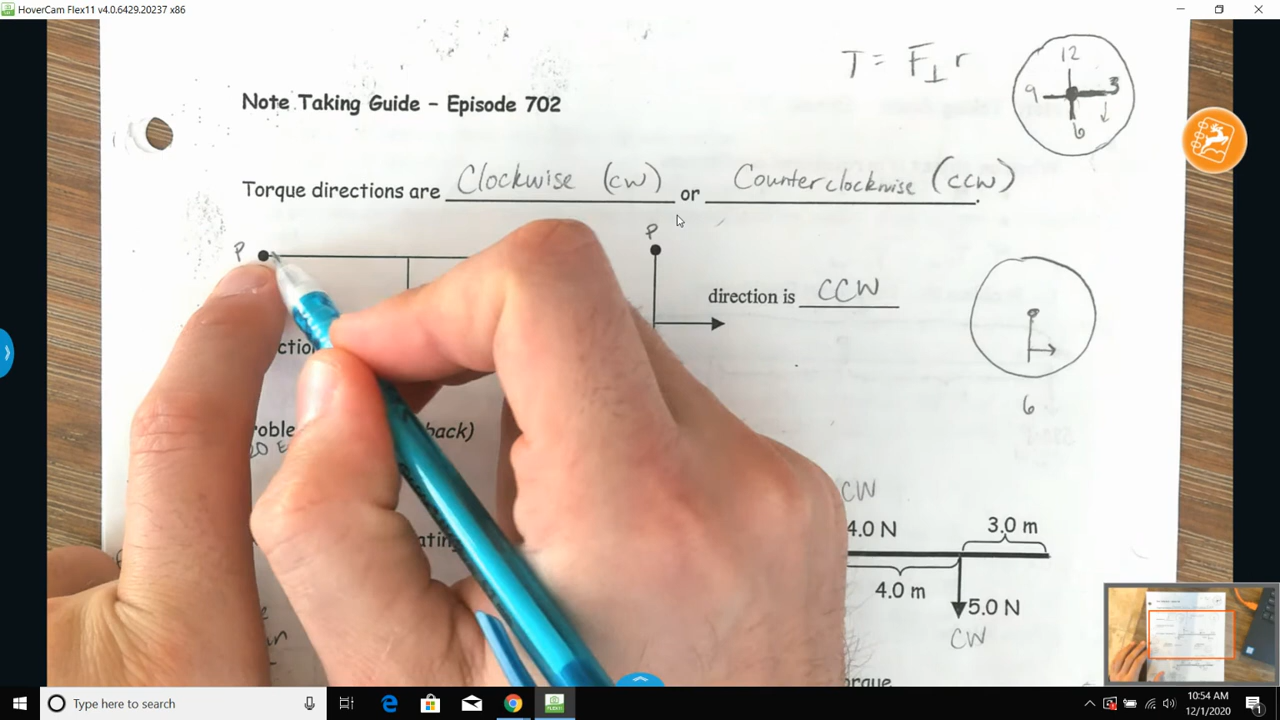 HoverCam Flex11 v4.0.6429.20237 x86
T = F⊥ r
12
9 3
6
Note Taking Guide – Episode 702
Torque directions are Clockwise (CW) or Counterclockwise (CCW).
P
P
direction is CCW
6
back)
CW
4.0 N
3.0 m
4.0 m
5.0 N
CW
Type here to search
10:54 AM
12/1/2020